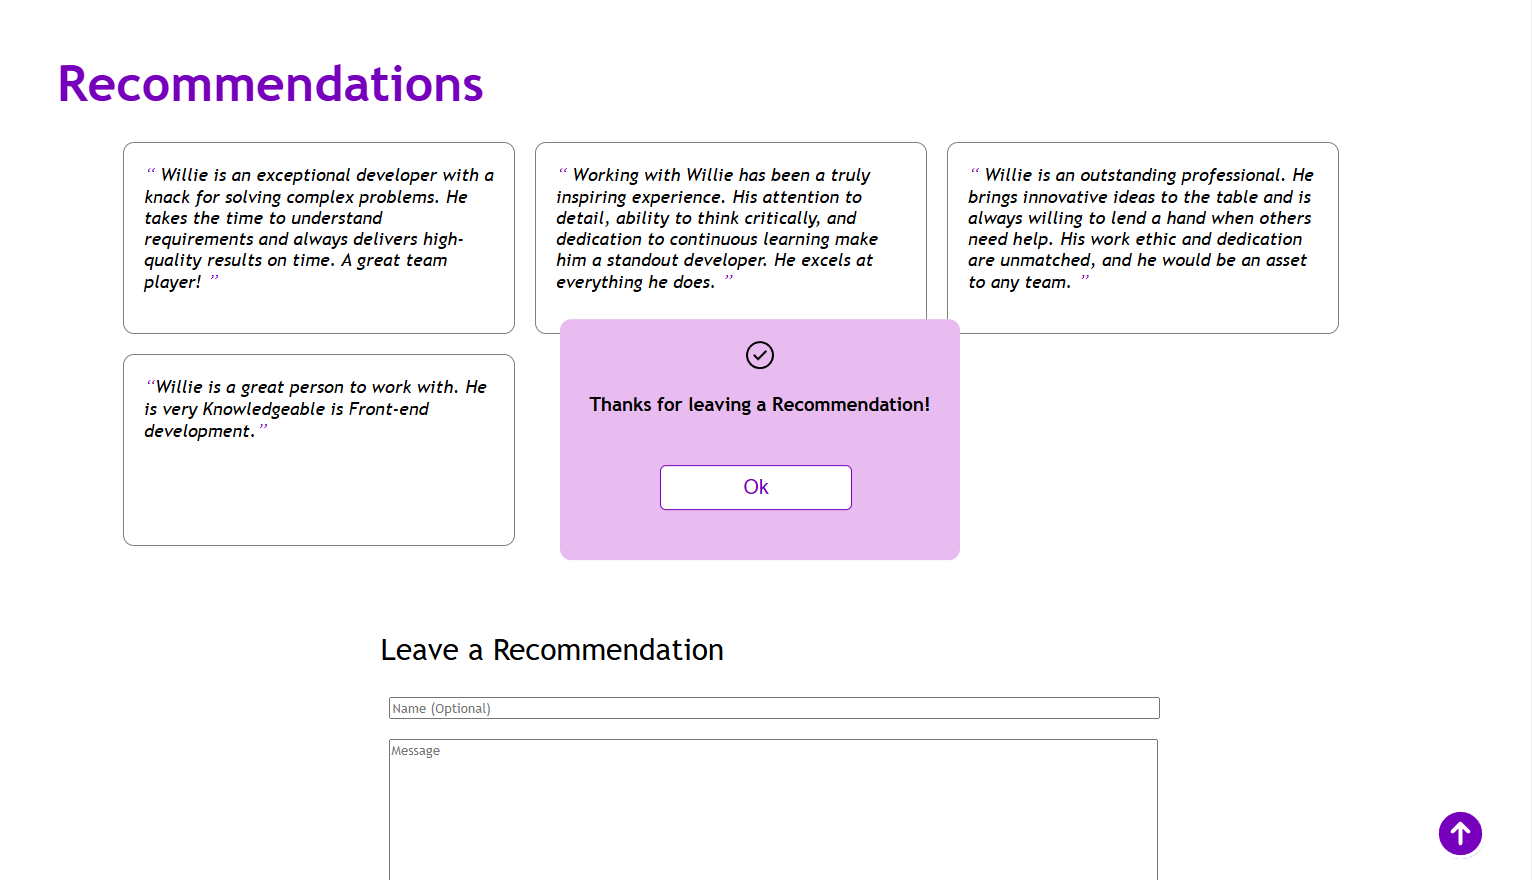 Recommendations
“ Willie is an exceptional developer with a
knack for solving complex problems. He
takes the time to understand
requirements and always delivers high-
quality results on time. A great team
player! ”
“ Working with Willie has been a truly
inspiring experience. His attention to
detail, ability to think critically, and
dedication to continuous learning make
him a standout developer. He excels at
everything he does. ”
“ Willie is an outstanding professional. He
brings innovative ideas to the table and is
always willing to lend a hand when others
need help. His work ethic and dedication
are unmatched, and he would be an asset
to any team. ”
“Willie is a great person to work with. He
is very Knowledgeable is Front-end
development.”
Thanks for leaving a Recommendation!
Ok
Leave a Recommendation
Name (Optional)
Message